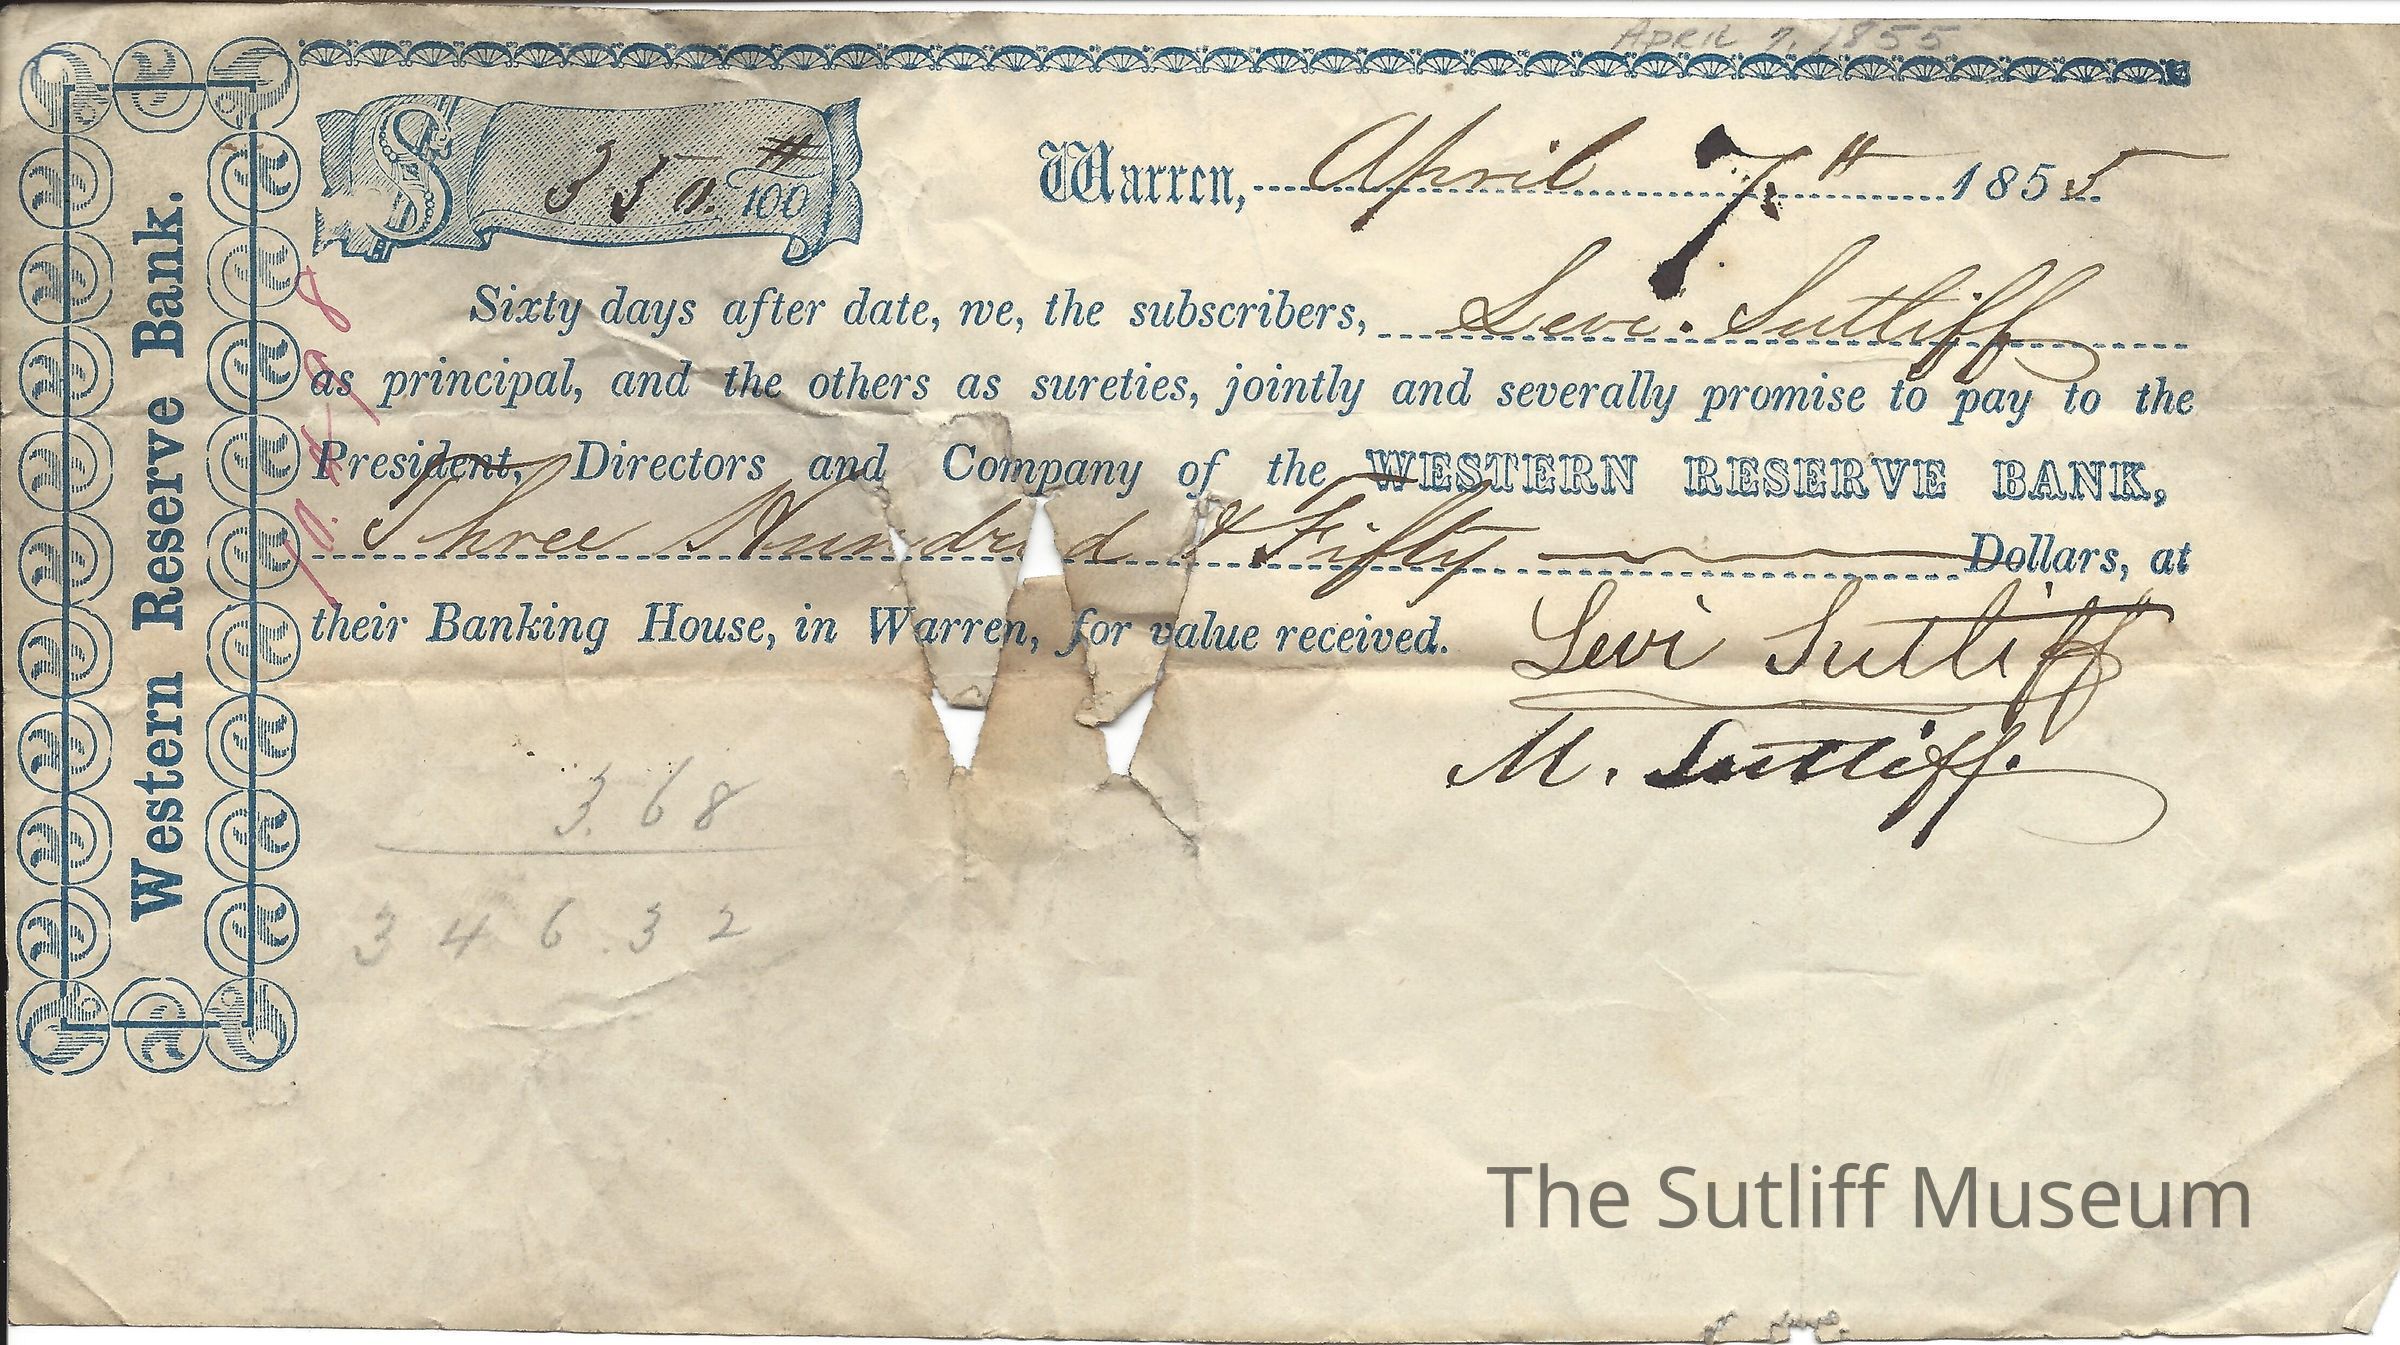 April 7, 1855
Western Reserve Bank.
$ 350. #/100
Warren, April 7th 1855
Sixty days after date, we, the subscribers, Levi Sutliff
as principal, and the others as sureties, jointly and severally promise to pay to the
President, Directors and Company of the WESTERN RESERVE BANK,
Three Hundred & Fifty Dollars, at
their Banking House, in Warren, for value received.
Levi Sutliff
M. Sutliff.
3.68
346.32
The Sutliff Museum